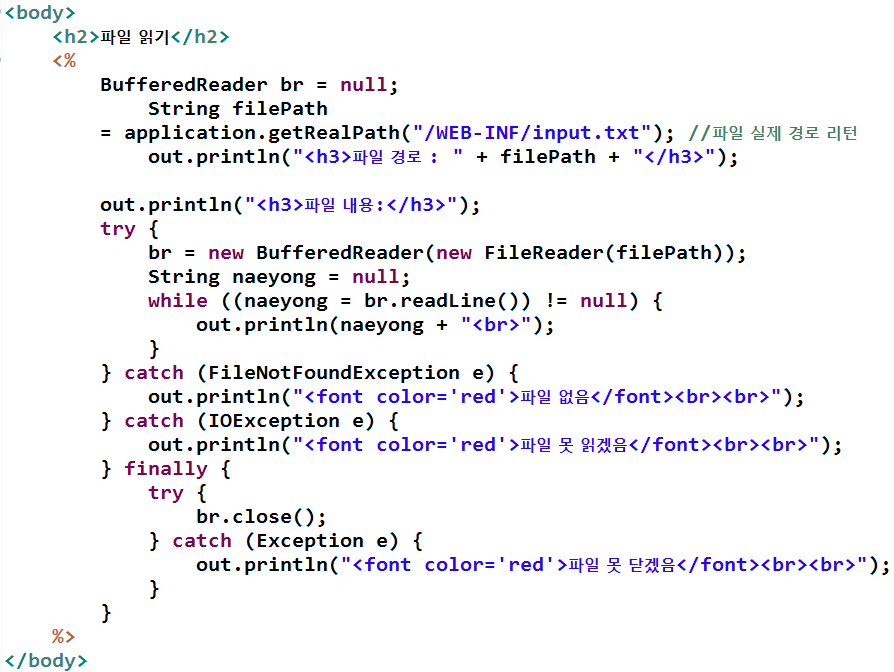 <body>
<h2>파일 읽기</h2>
<%
BufferedReader br = null;
String filePath
= application.getRealPath("/WEB-INF/input.txt"); //파일 실제 경로 리턴
out.println("<h3>파일 경로 : " + filePath + "</h3>");
out.println("<h3>파일 내용:</h3>");
try {
br = new BufferedReader(new FileReader(filePath));
String naeyong = null;
while ((naeyong = br.readLine()) != null) {
out.println(naeyong + "<br>");
}
} catch (FileNotFoundException e) {
out.println("<font color='red'>파일 없음</font><br><br>");
} catch (IOException e) {
out.println("<font color='red'>파일 못 읽겠음</font><br><br>");
} finally {
try {
br.close();
} catch (Exception e) {
out.println("<font color='red'>파일 못 닫겠음</font><br><br>");
}
}
%>
</body>